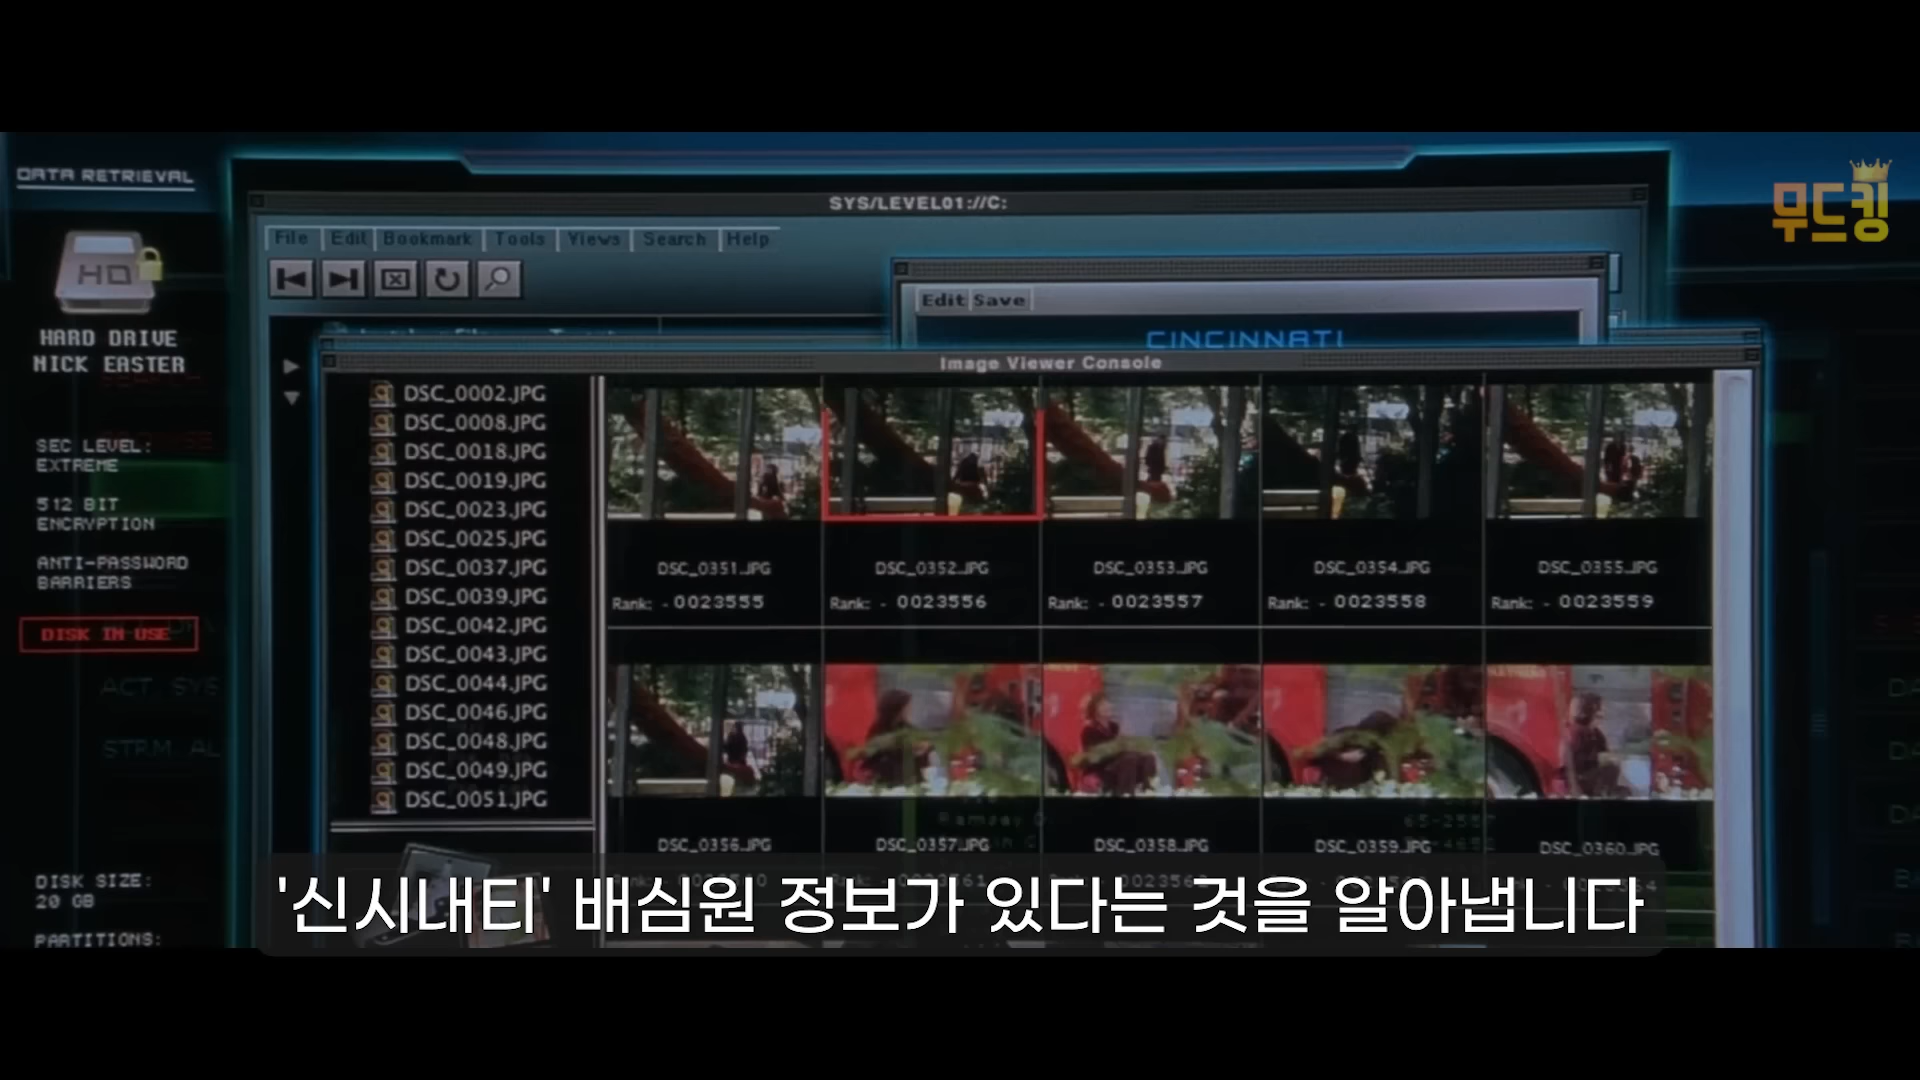 DATA RETRIEVAL
무드킹
SYS/LEVEL01://C:
File Edit Bookmark Tools Views Search Help
HD
HARD DRIVE
NICK EASTER
Edit Save
CINCINNATI
Image Viewer Console
DSC_0002.JPG
DSC_0008.JPG
DSC_0018.JPG
DSC_0019.JPG
DSC_0023.JPG
DSC_0025.JPG
DSC_0037.JPG
DSC_0039.JPG
DSC_0042.JPG
DSC_0043.JPG
DSC_0044.JPG
DSC_0046.JPG
DSC_0048.JPG
DSC_0049.JPG
DSC_0051.JPG
SEC LEVEL:
EXTREME
512 BIT
ENCRYPTION
ANTI-PASSWORD
BARRIERS
DISK IN USE
DSC_0351.JPG DSC_0352.JPG DSC_0353.JPG DSC_0354.JPG DSC_0355.JPG
Rank: - 0023555 Rank: - 0023556 Rank: - 0023557 Rank: - 0023558 Rank: - 0023559
ACT SYS
STRM AL
DSC_0356.JPG DSC_0357.JPG DSC_0358.JPG DSC_0359.JPG DSC_0360.JPG
DISK SIZE:
20 GB
PARTITIONS:
'신시내티' 배심원 정보가 있다는 것을 알아냅니다